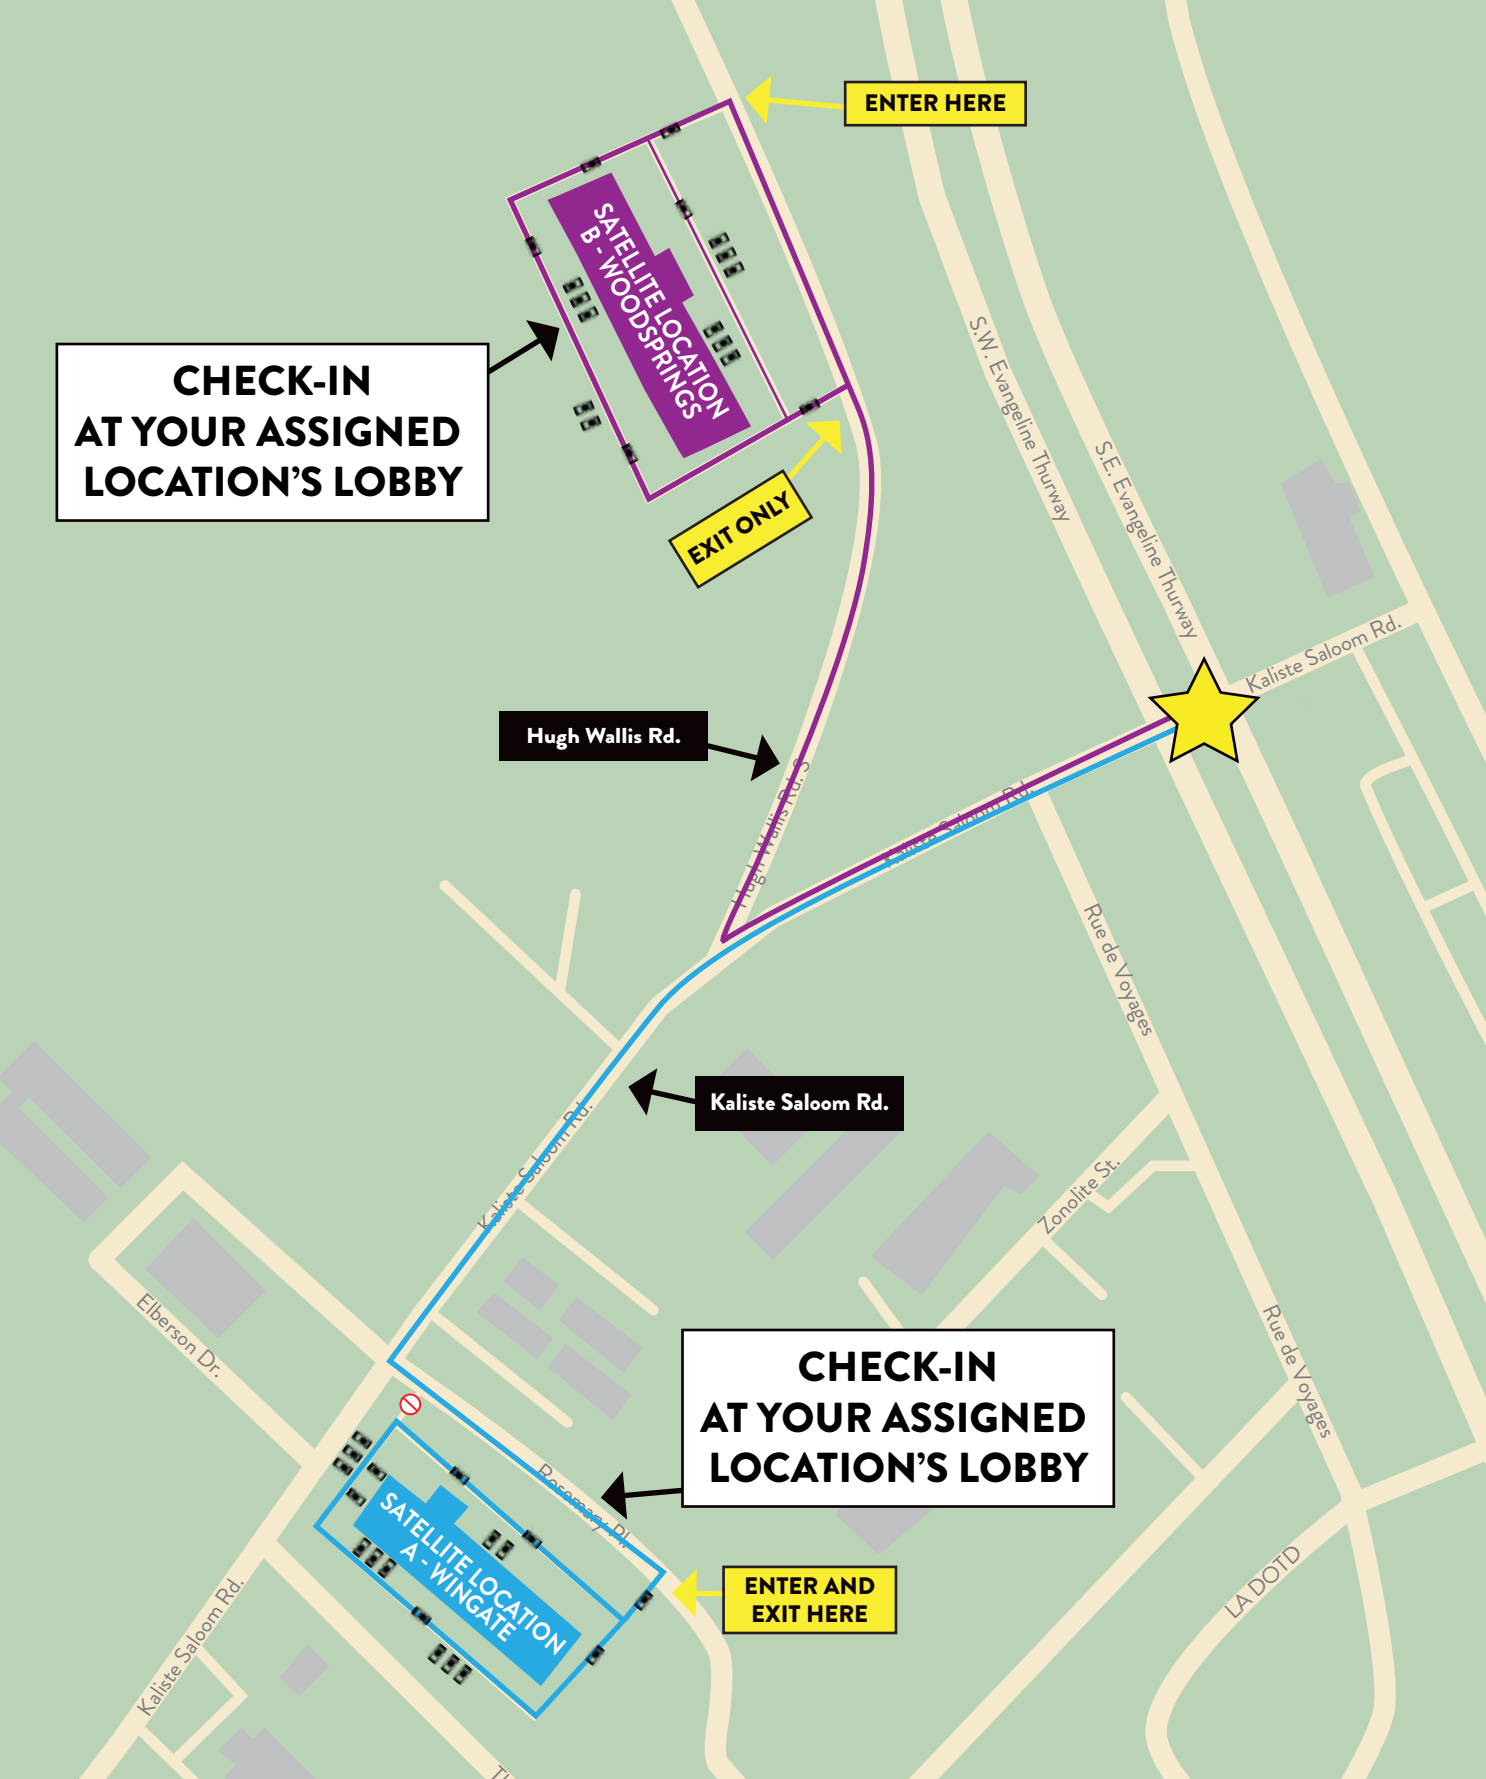 ENTER HERE
SATELLITE LOCATION
B - WOODSPRINGS
CHECK-IN
AT YOUR ASSIGNED
LOCATION'S LOBBY
EXIT ONLY
S.W. Evangeline Thurway
S.E. Evangeline Thurway
Kaliste Saloom Rd.
Hugh Wallis Rd.
Hugh Wallis Rd. S
Kaliste Saloom Rd.
Rue de Voyages
Kaliste Saloom Rd.
Kaliste Saloom Rd.
Zonolite St.
Elberson Dr.
Rue de Voyages
CHECK-IN
AT YOUR ASSIGNED
LOCATION'S LOBBY
Rosemary Pl.
SATELLITE LOCATION
A - WINGATE
ENTER AND
EXIT HERE
LA DOTD
Kaliste Saloom Rd.